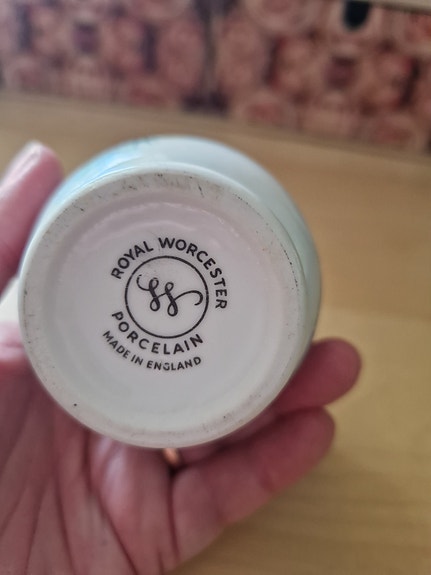 ROYAL WORCESTER
PORCELAIN
MADE IN ENGLAND